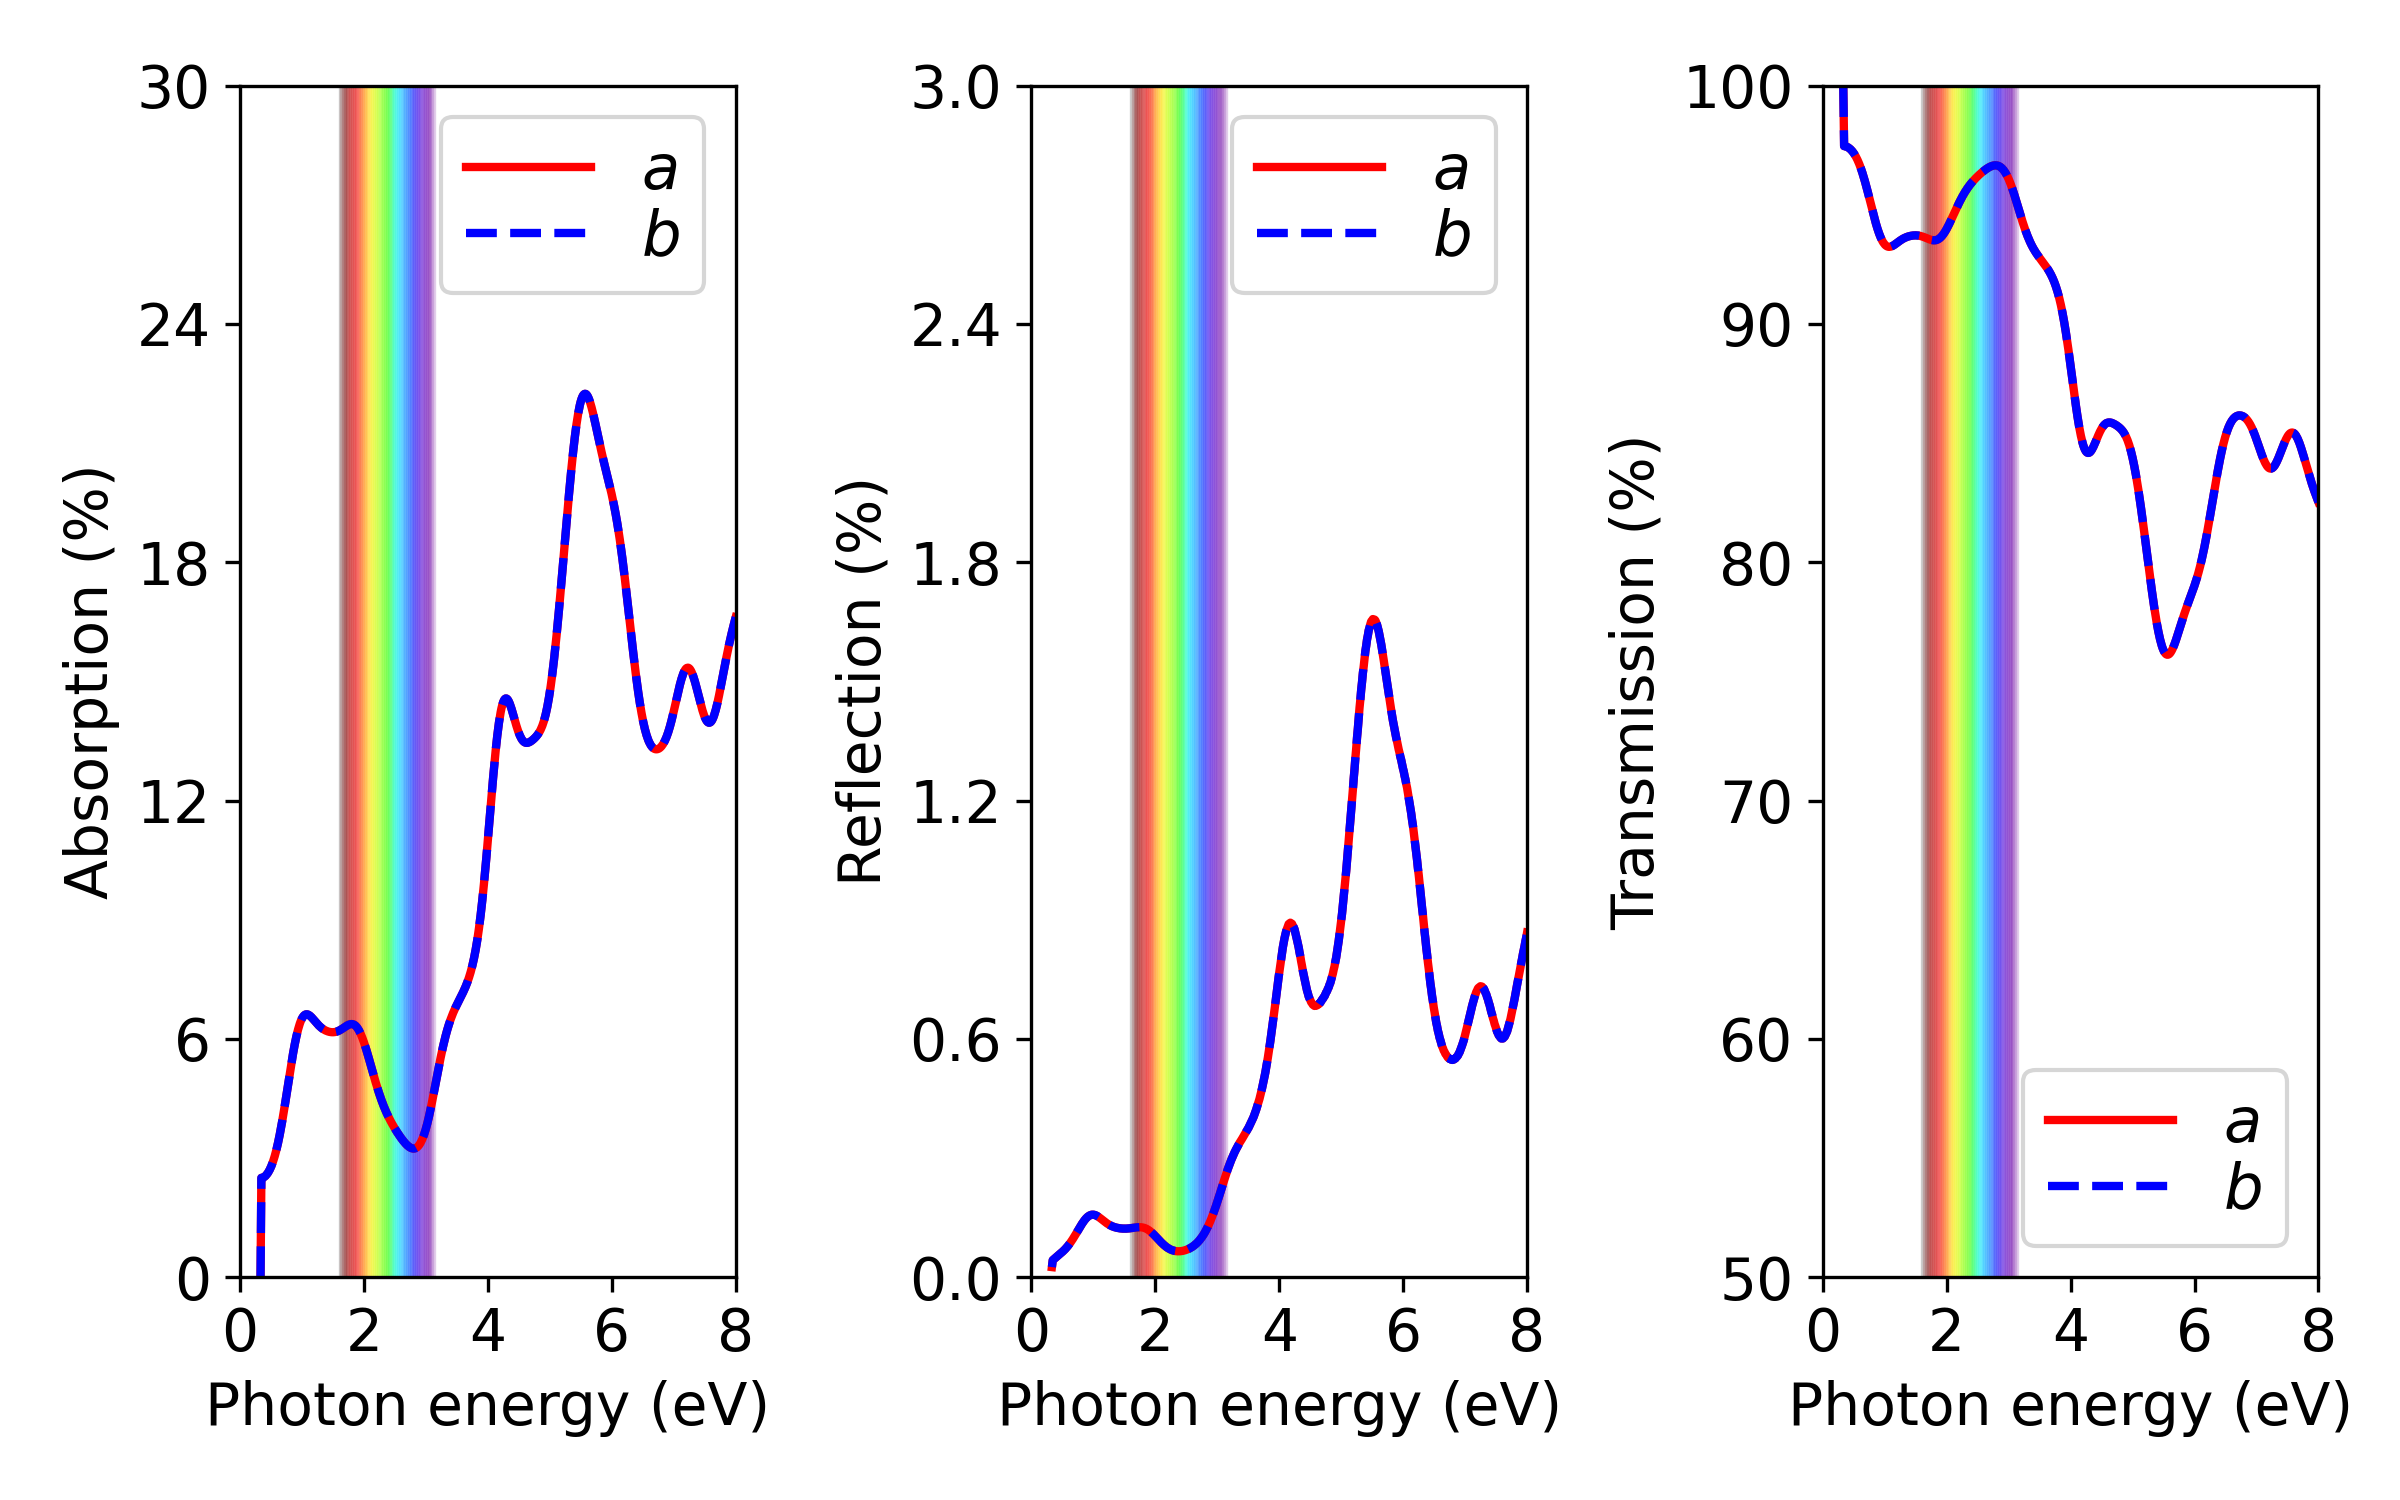 Absorption (%)
30
24
18
12
6
0
0 2 4 6 8
Photon energy (eV)
a
b
Reflection (%)
3.0
2.4
1.8
1.2
0.6
0.0
0 2 4 6 8
Photon energy (eV)
a
b
Transmission (%)
100
90
80
70
60
50
0 2 4 6 8
Photon energy (eV)
a
b